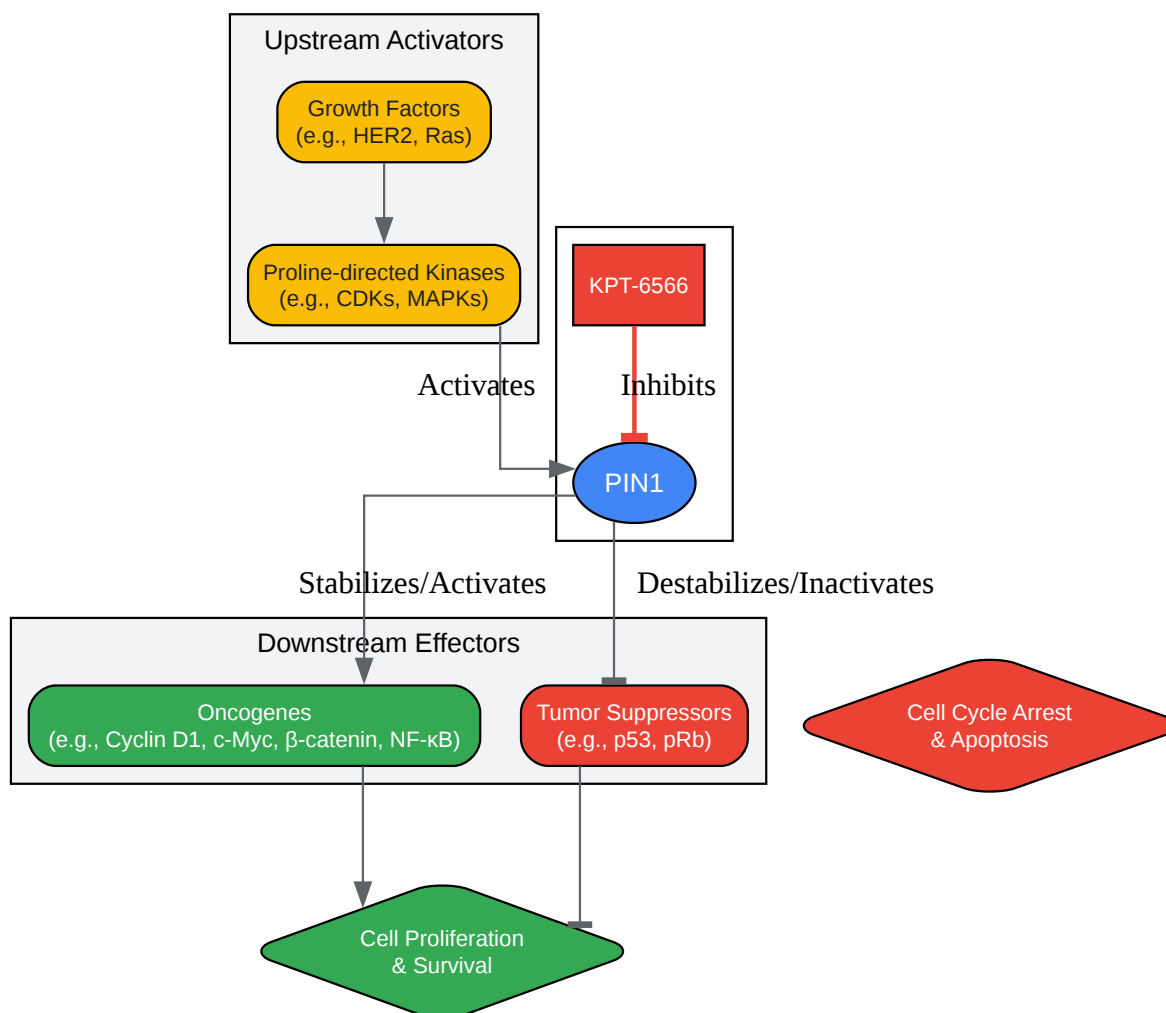 Upstream Activators
Growth Factors
(e.g., HER2, Ras)
Proline-directed Kinases
(e.g., CDKs, MAPKs)
KPT-6566
Activates
Inhibits
PIN1
Stabilizes/Activates
Destabilizes/Inactivates
Downstream Effectors
Oncogenes
(e.g., Cyclin D1, c-Myc, β-catenin, NF-κB)
Tumor Suppressors
(e.g., p53, pRb)
Cell Cycle Arrest
& Apoptosis
Cell Proliferation
& Survival